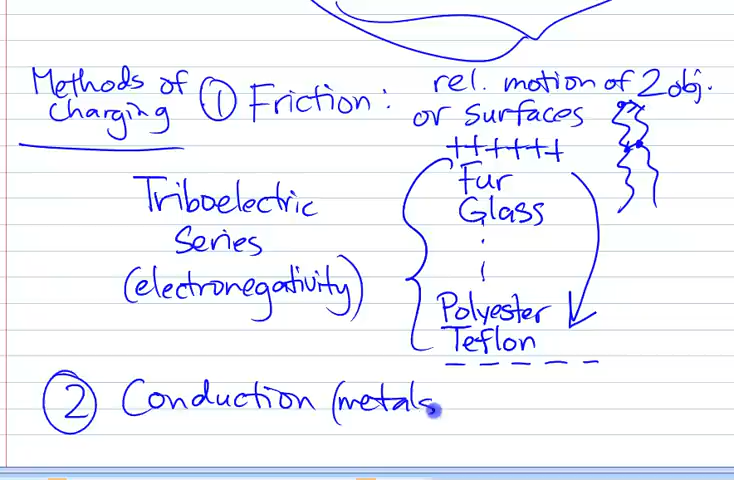 Methods of Charging
① Friction: rel. motion of 2 obj.
or surfaces
+++++++
Triboelectric
Series
(electronegativity)
Fur
Glass
Polyester
Teflon
- - - - -
② Conduction (metals